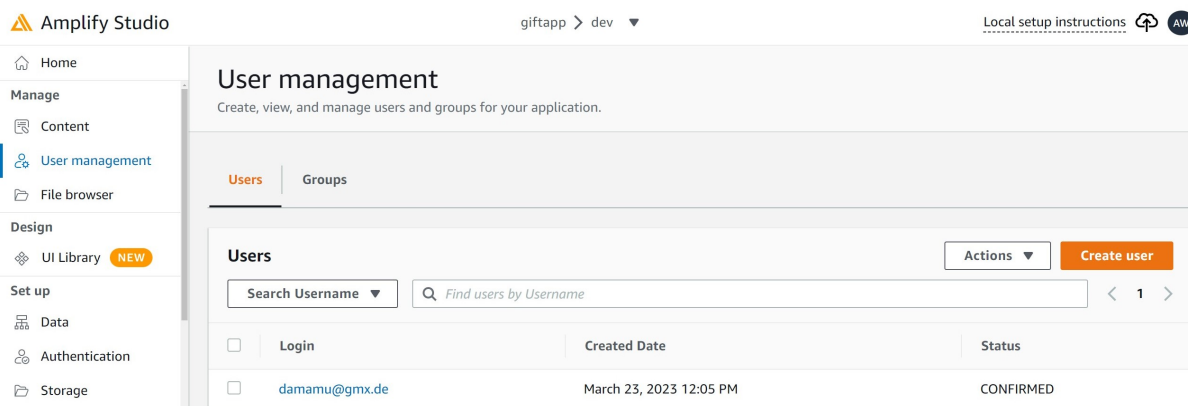 Amplify Studio
giftapp > dev ▼
Local setup instructions
AW
Home
Manage
Content
User management
File browser
Design
UI Library NEW
Set up
Data
Authentication
Storage
User management
Create, view, and manage users and groups for your application.
Users
Groups
Users
Actions ▼
Create user
Search Username ▼
Find users by Username
< 1 >
Login Created Date Status
damamu@gmx.de March 23, 2023 12:05 PM CONFIRMED